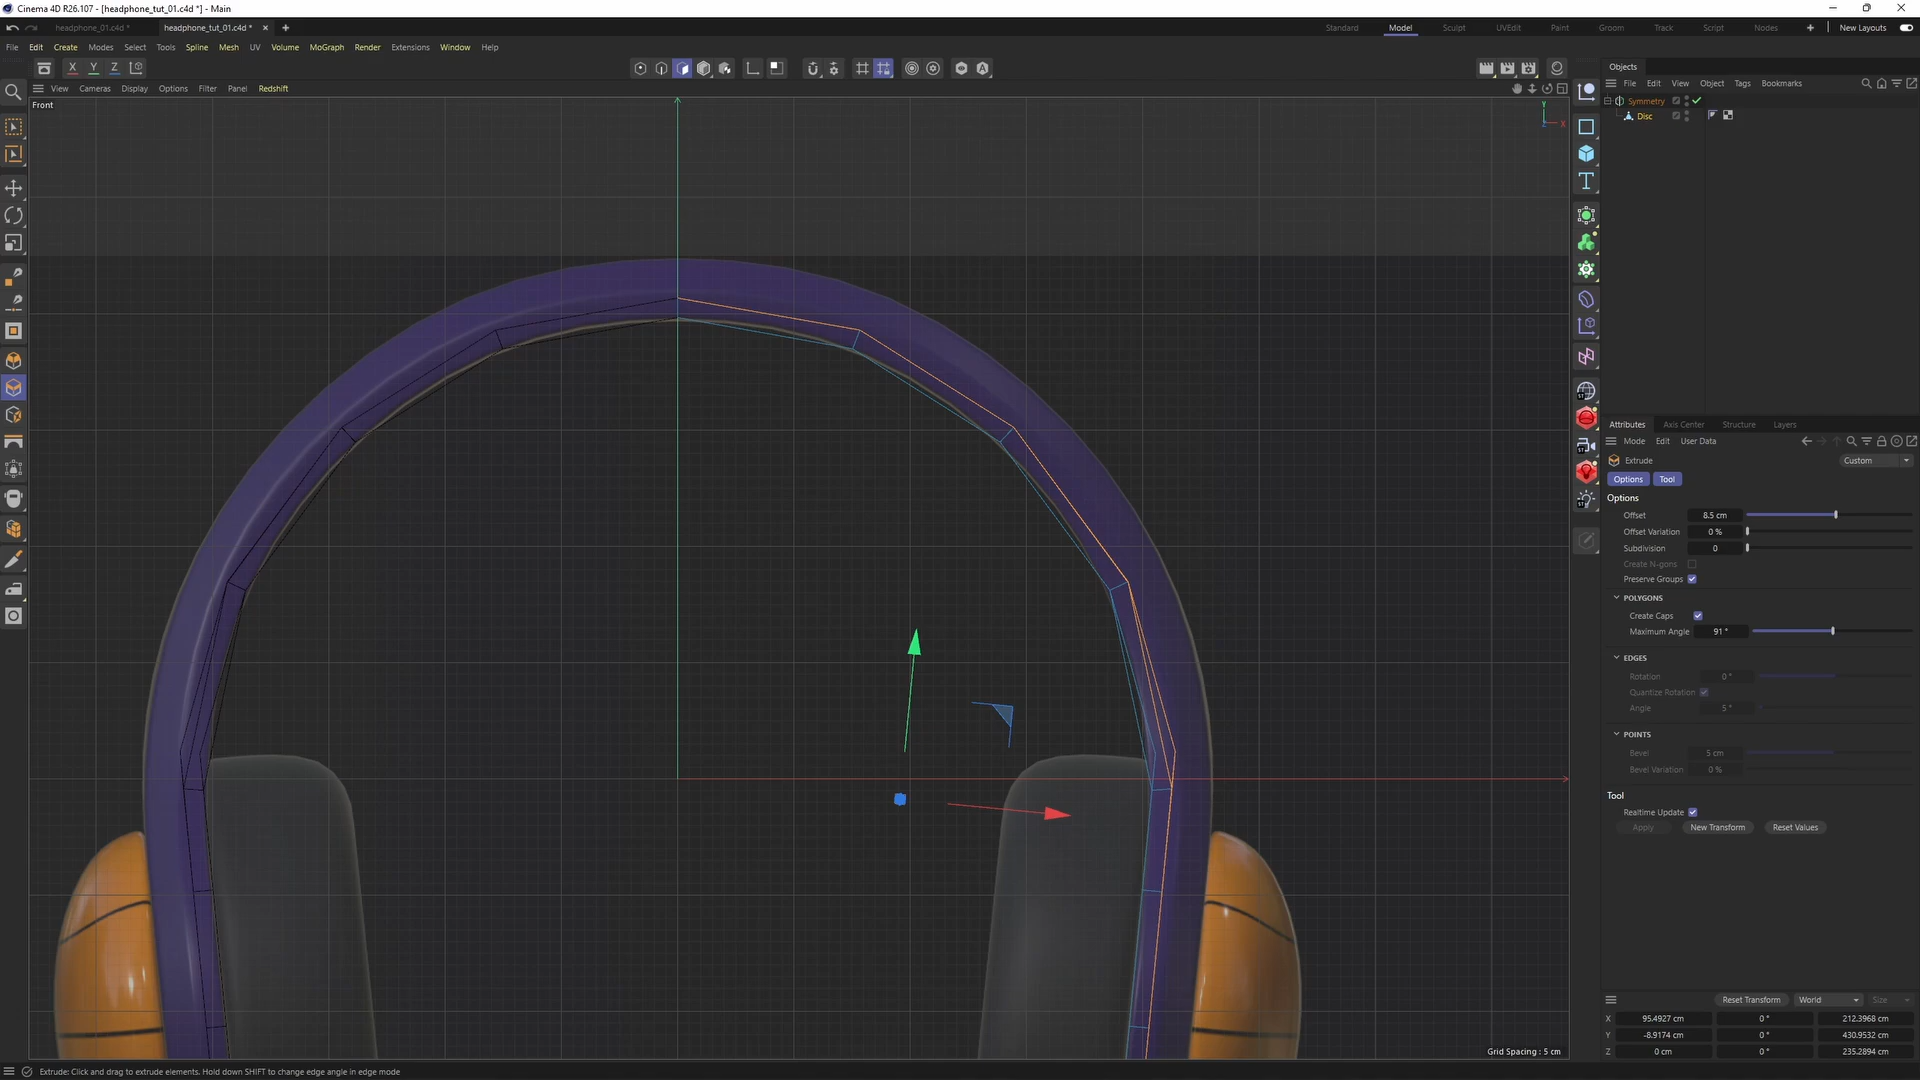 Cinema 4D R26.107 - [headphone_tut_01.c4d *] - Main
headphone_01.c4d *
headphone_tut_01.c4d *
Standard Model Sculpt UVEdit Paint Groom Track Script Nodes New Layouts
File Edit Create Modes Select Tools Spline Mesh UV Volume MoGraph Render Extensions Window Help
X Y Z
View Cameras Display Options Filter Panel Redshift
Front
Y
X
Grid Spacing : 5 cm
Objects
File Edit View Object Tags Bookmarks
Symmetry
Disc
Attributes Axis Center Structure Layers
Mode Edit User Data
Extrude Custom
Options Tool
Options
Offset 8.5 cm
Offset Variation 0 %
Subdivision 0
Create N-gons
Preserve Groups
POLYGONS
Create Caps
Maximum Angle 91 °
EDGES
Rotation 0 °
Quantize Rotation
Angle 5 °
POINTS
Bevel 5 cm
Bevel Variation 0 %
Tool
Realtime Update
Apply New Transform Reset Values
Reset Transform World Size
X 95.4927 cm 0 ° 212.3968 cm
Y -8.9174 cm 0 ° 430.9532 cm
Z 0 cm 0 ° 235.2894 cm
Extrude: Click and drag to extrude elements. Hold down SHIFT to change edge angle in edge mode